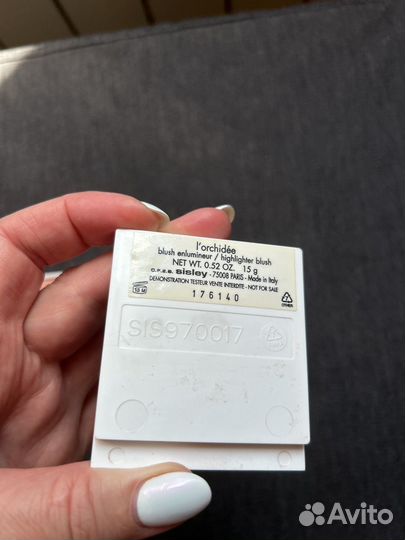 l'orchidée
blush enlumineur / highlighter blush
NET WT. 0.52 OZ. 15 g
C.F.E.B. sisley - 75008 PARIS - Made in Italy
DEMONSTRATION TESTEUR VENTE INTERDITE - NOT FOR SALE
176140
SIS970017
Avito